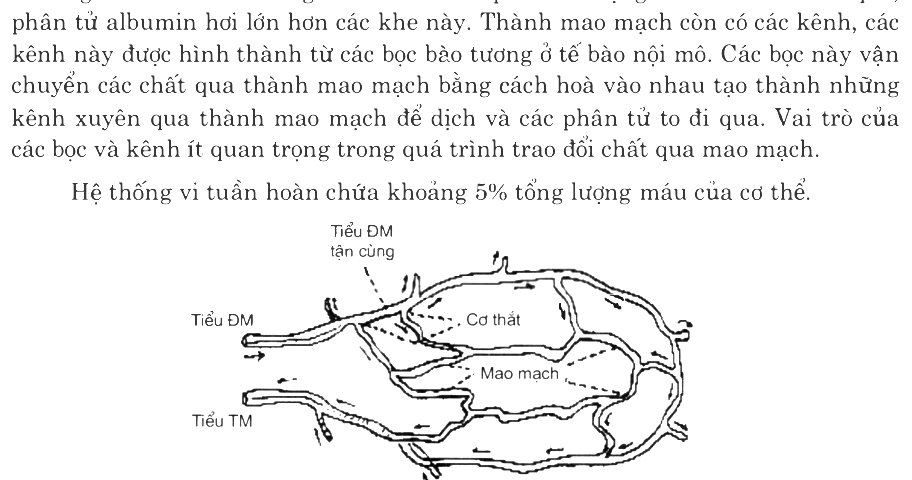 phân tử albumin hơi lớn hơn các khe này. Thành mao mạch còn có các kênh, các
kênh này được hình thành từ các bọc bào tương ở tế bào nội mô. Các bọc này vận
chuyển các chất qua thành mao mạch bằng cách hoà vào nhau tạo thành những
kênh xuyên qua thành mao mạch để dịch và các phân tử to đi qua. Vai trò của
các bọc và kênh ít quan trọng trong quá trình trao đổi chất qua mao mạch.
Hệ thống vi tuần hoàn chứa khoảng 5% tổng lượng máu của cơ thể.
Tiểu ĐM
tận cùng
Tiểu ĐM
Cơ thắt
Mao mạch
Tiểu TM